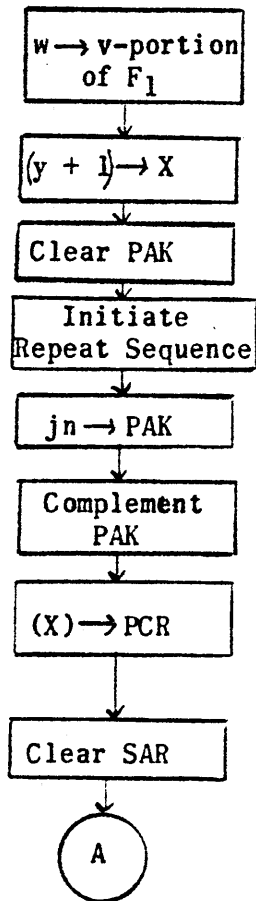 w → v-portion
of F1
(y + 1) → X
Clear PAK
Initiate
Repeat Sequence
jn → PAK
Complement
PAK
(X) → PCR
Clear SAR
A